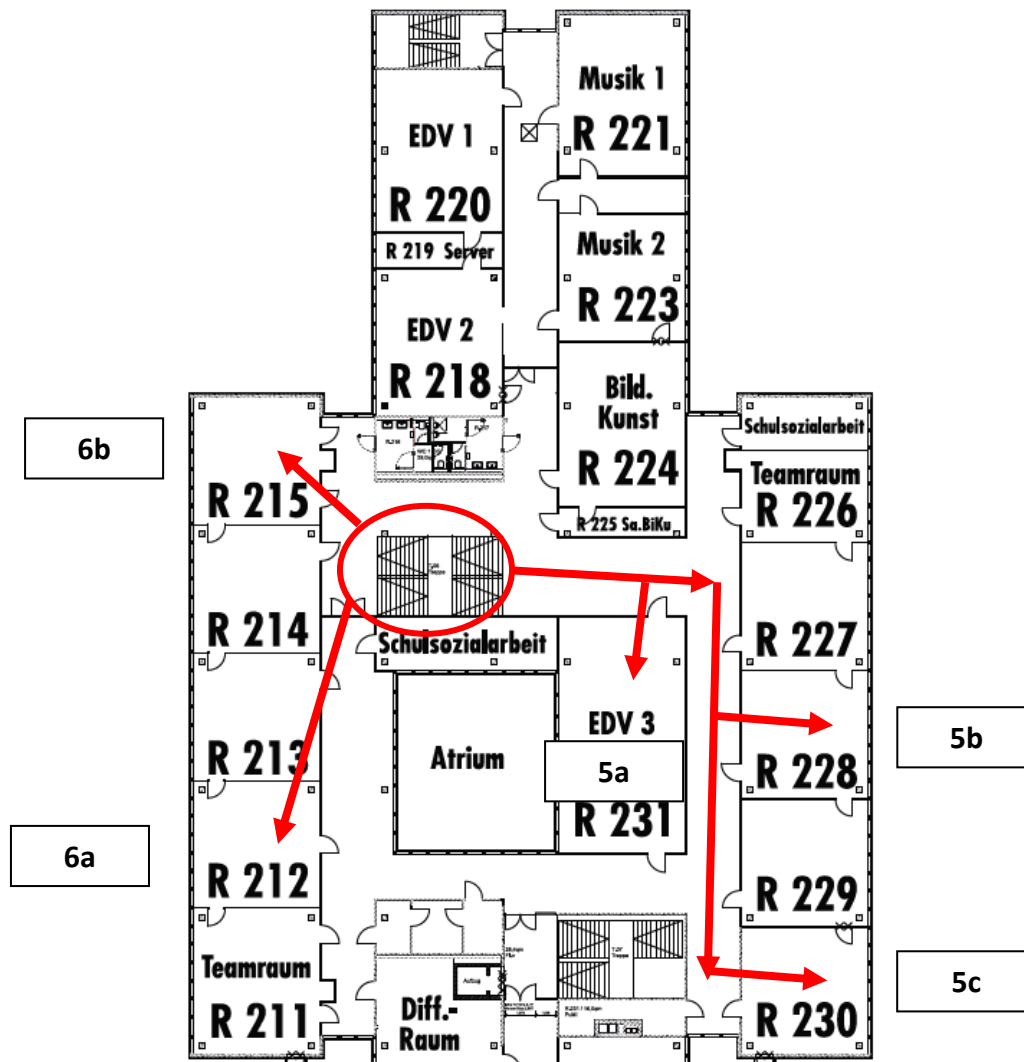 Musik 1
R 221
EDV 1
R 220
R 219 Server
Musik 2
R 223
EDV 2
R 218
Bild.
Kunst
R 224
R 225 Sa.BiKu
6b
R 215
Schulsozialarbeit
Teamraum
R 226
R 214
R 227
Schulsozialarbeit
R 213
Atrium
EDV 3
5a
R 231
R 228
5b
6a
R 212
R 229
Teamraum
R 211
Aufzug
Diff.-
Raum
R 230
5c